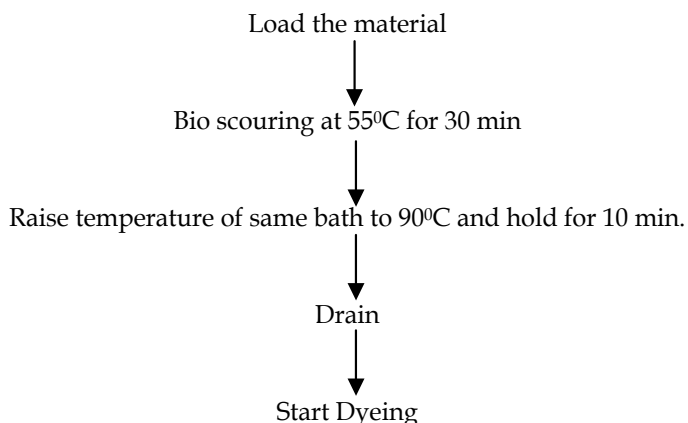 Load the material
Bio scouring at 55⁰C for 30 min
Raise temperature of same bath to 90⁰C and hold for 10 min.
Drain
Start Dyeing